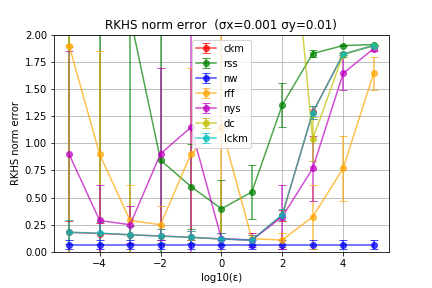 RKHS norm error (σx=0.001 σy=0.01)
2.00
1.75
1.50
1.25
1.00
0.75
0.50
0.25
0.00
RKHS norm error
ckm
rss
nw
rff
nys
dc
lckm
−4
−2
0
2
4
log10(ε)